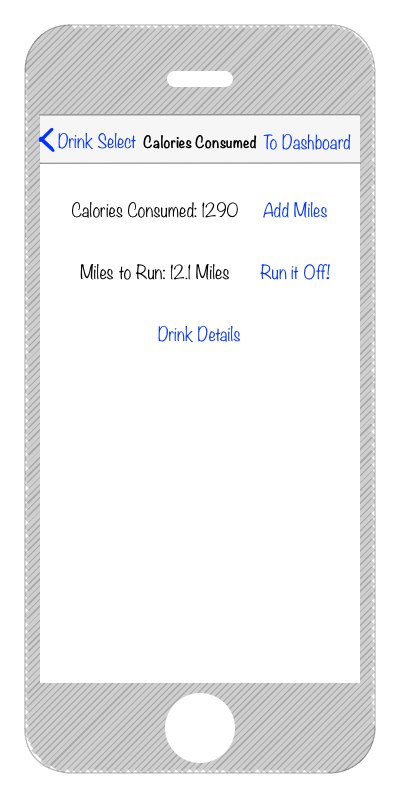 Drink Select Calories Consumed To Dashboard
Calories Consumed: 1290 Add Miles
Miles to Run: 12.1 Miles Run it Off!
Drink Details